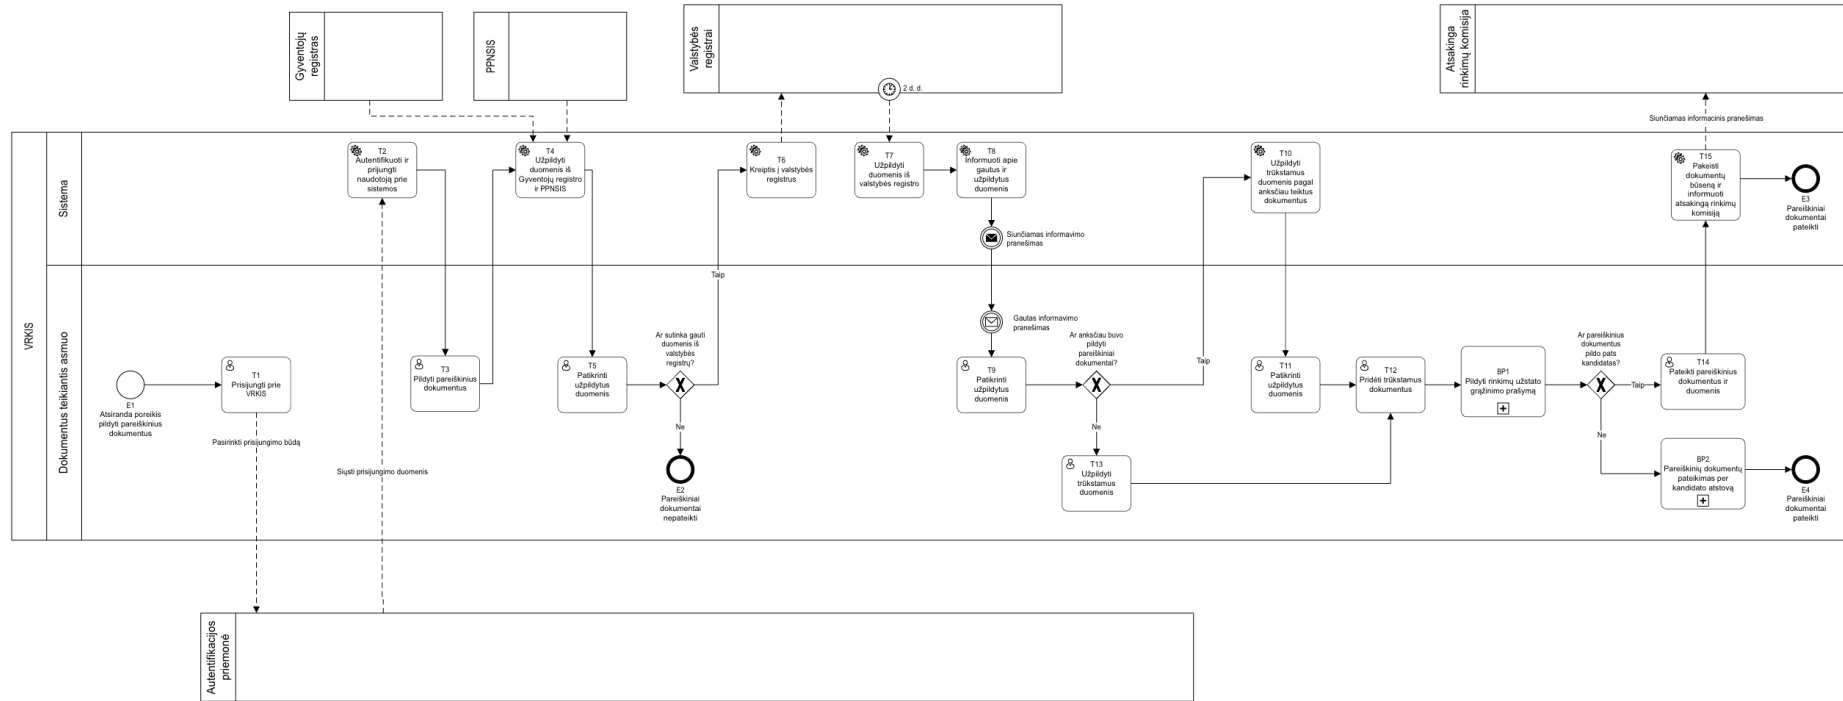 Gyventojų
registras
PPNSIS
Valstybės
registrai
2 d. d.
Atsakinga
rinkimų komisija
Siunčiamas informacinis pranešimas
VRKIS
Sistema
T2
Autentifikuoti ir
prijungti
naudotoją prie
sistemos
T4
Užpildyti
duomenis iš
Gyventojų registro
ir PPNSIS
T6
Kreiptis į valstybės
registrus
T7
Užpildyti
duomenis iš
valstybės registro
T8
Informuoti apie
gautus ir
užpildytus
duomenis
Siunčiamas informavimo
pranešimas
T10
Užpildyti
trūkstamus
duomenis pagal
anksčiau teiktus
dokumentus
T15
Pakeisti
dokumentų
būseną ir
informuoti
atsakingą rinkimų
komisiją
E3
Pareiškiniai
dokumentai
pateikti
Dokumentus teikiantis asmuo
E1
Atsiranda poreikis
pildyti pareiškinius
dokumentus
T1
Prisijungti prie
VRKIS
Pasirinkti prisijungimo būdą
Siųsti prisijungimo duomenis
T3
Pildyti pareiškinius
dokumentus
T5
Patikrinti
užpildytus
duomenis
Ar sutinka gauti
duomenis iš
valstybės
registrų?
Taip
Ne
E2
Pareiškiniai
dokumentai
nepateikti
Gautas informavimo
pranešimas
T9
Patikrinti
užpildytus
duomenis
Ar anksčiau buvo
pildyti
pareiškiniai
dokumentai?
Taip
Ne
T13
Užpildyti
trūkstamus
duomenis
T11
Patikrinti
užpildytus
duomenis
T12
Pridėti trūkstamus
dokumentus
BP1
Pildyti rinkimų užstato
grąžinimo prašymą
Ar pareiškinius
dokumentus
pildo pats
kandidatas?
Taip
Ne
T14
Pateikti pareiškinius
dokumentus ir
duomenis
BP2
Pareiškinių dokumentų
pateikimas per
kandidato atstovą
E4
Pareiškiniai
dokumentai
pateikti
Autentifikacijos
priemonė